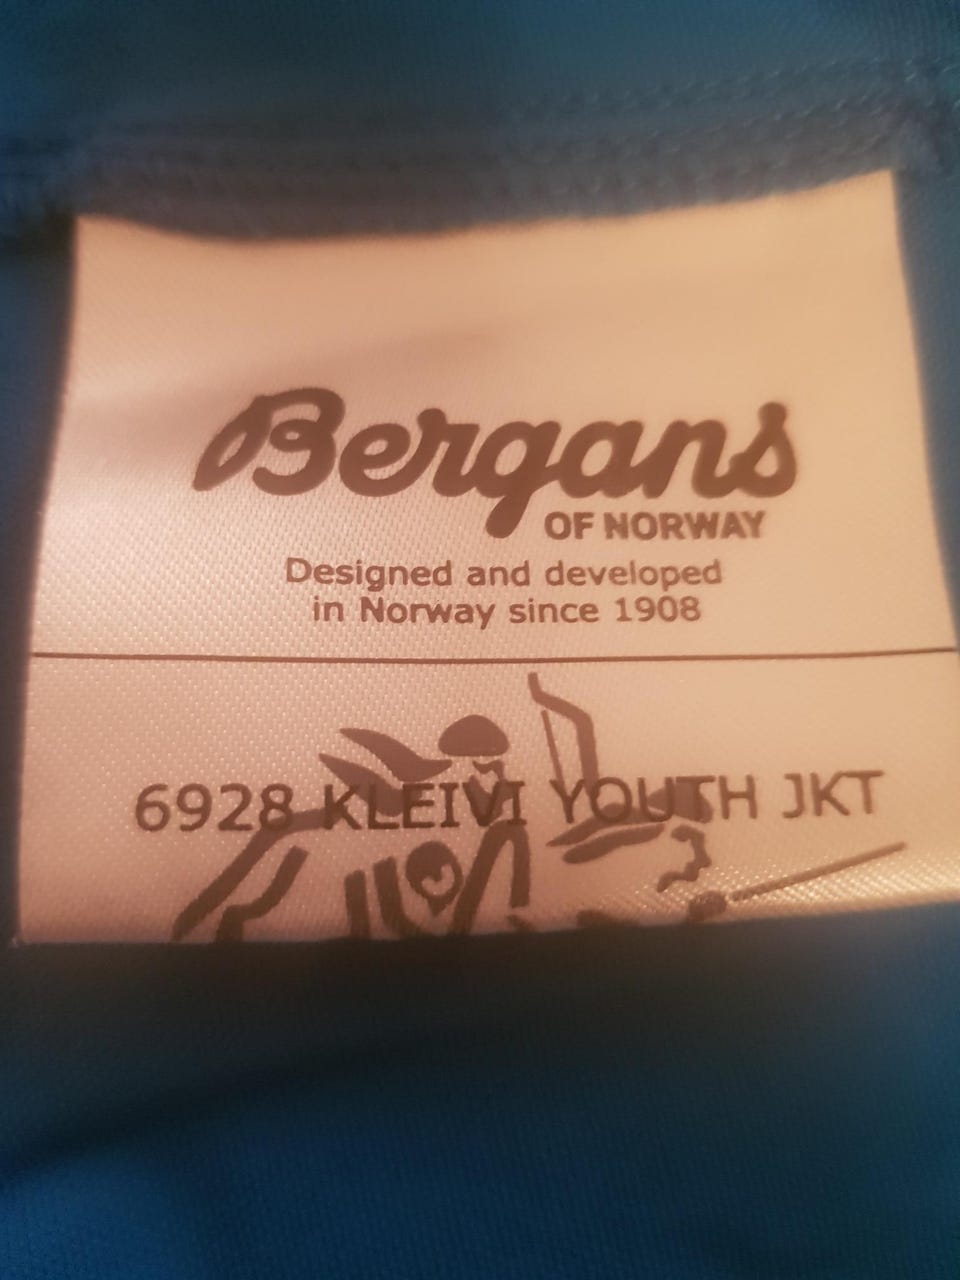 Bergans
OF NORWAY
Designed and developed
in Norway since 1908
6928 KLEIVI YOUTH JKT